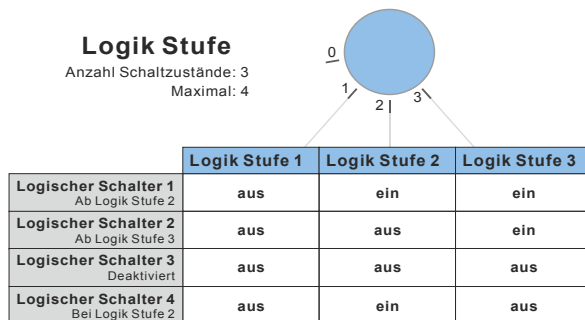 Logik Stufe
Anzahl Schaltzustände: 3
Maximal: 4
0
1
2
3
Logik Stufe 1 Logik Stufe 2 Logik Stufe 3
Logischer Schalter 1
Ab Logik Stufe 2
aus ein ein
Logischer Schalter 2
Ab Logik Stufe 3
aus aus ein
Logischer Schalter 3
Deaktiviert
aus aus aus
Logischer Schalter 4
Bei Logik Stufe 2
aus ein aus